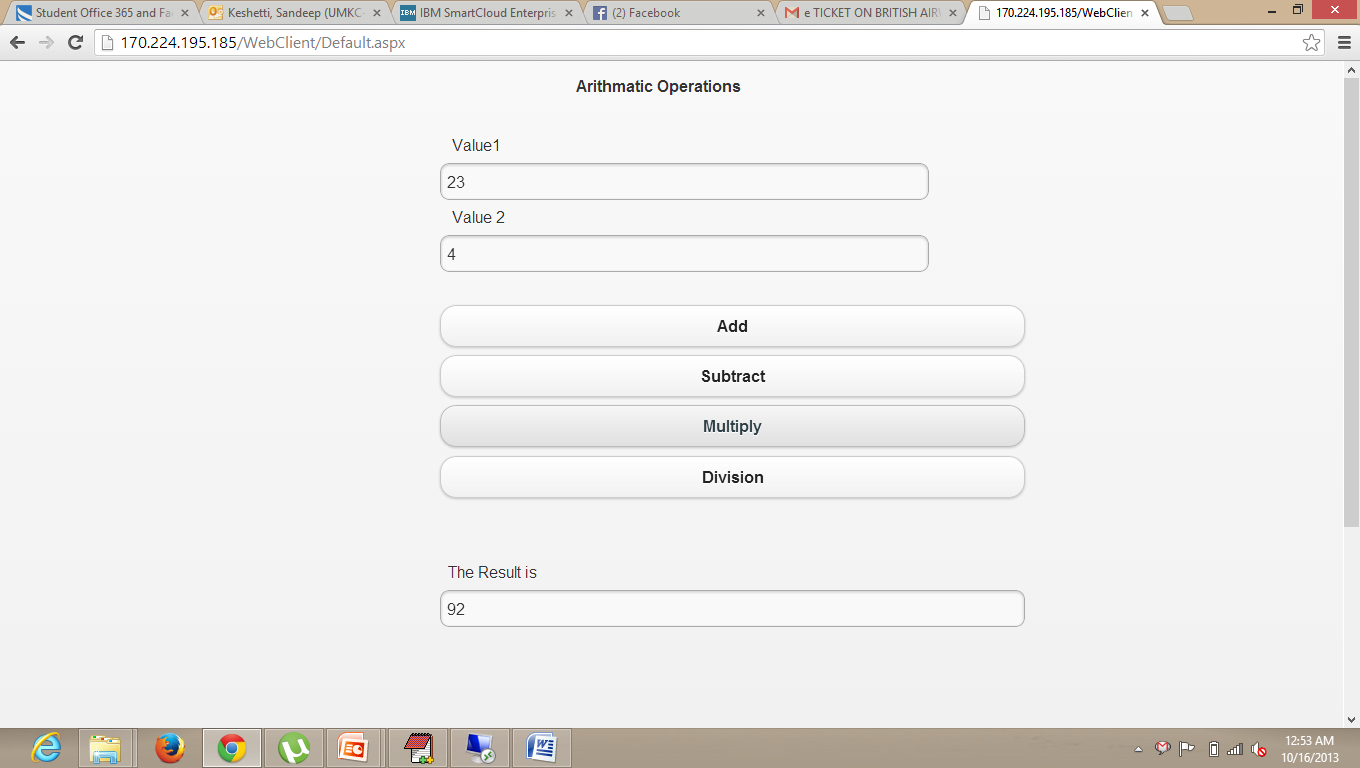 Student Office 365 and Fa
Keshetti, Sandeep (UMKC-
IBM IBM SmartCloud Enterpris
(2) Facebook
e TICKET ON BRITISH AIR
170.224.195.185/WebClien
170.224.195.185/WebClient/Default.aspx
Arithmatic Operations
Value1
23
Value 2
4
Add
Subtract
Multiply
Division
The Result is
92
12:53 AM
10/16/2013